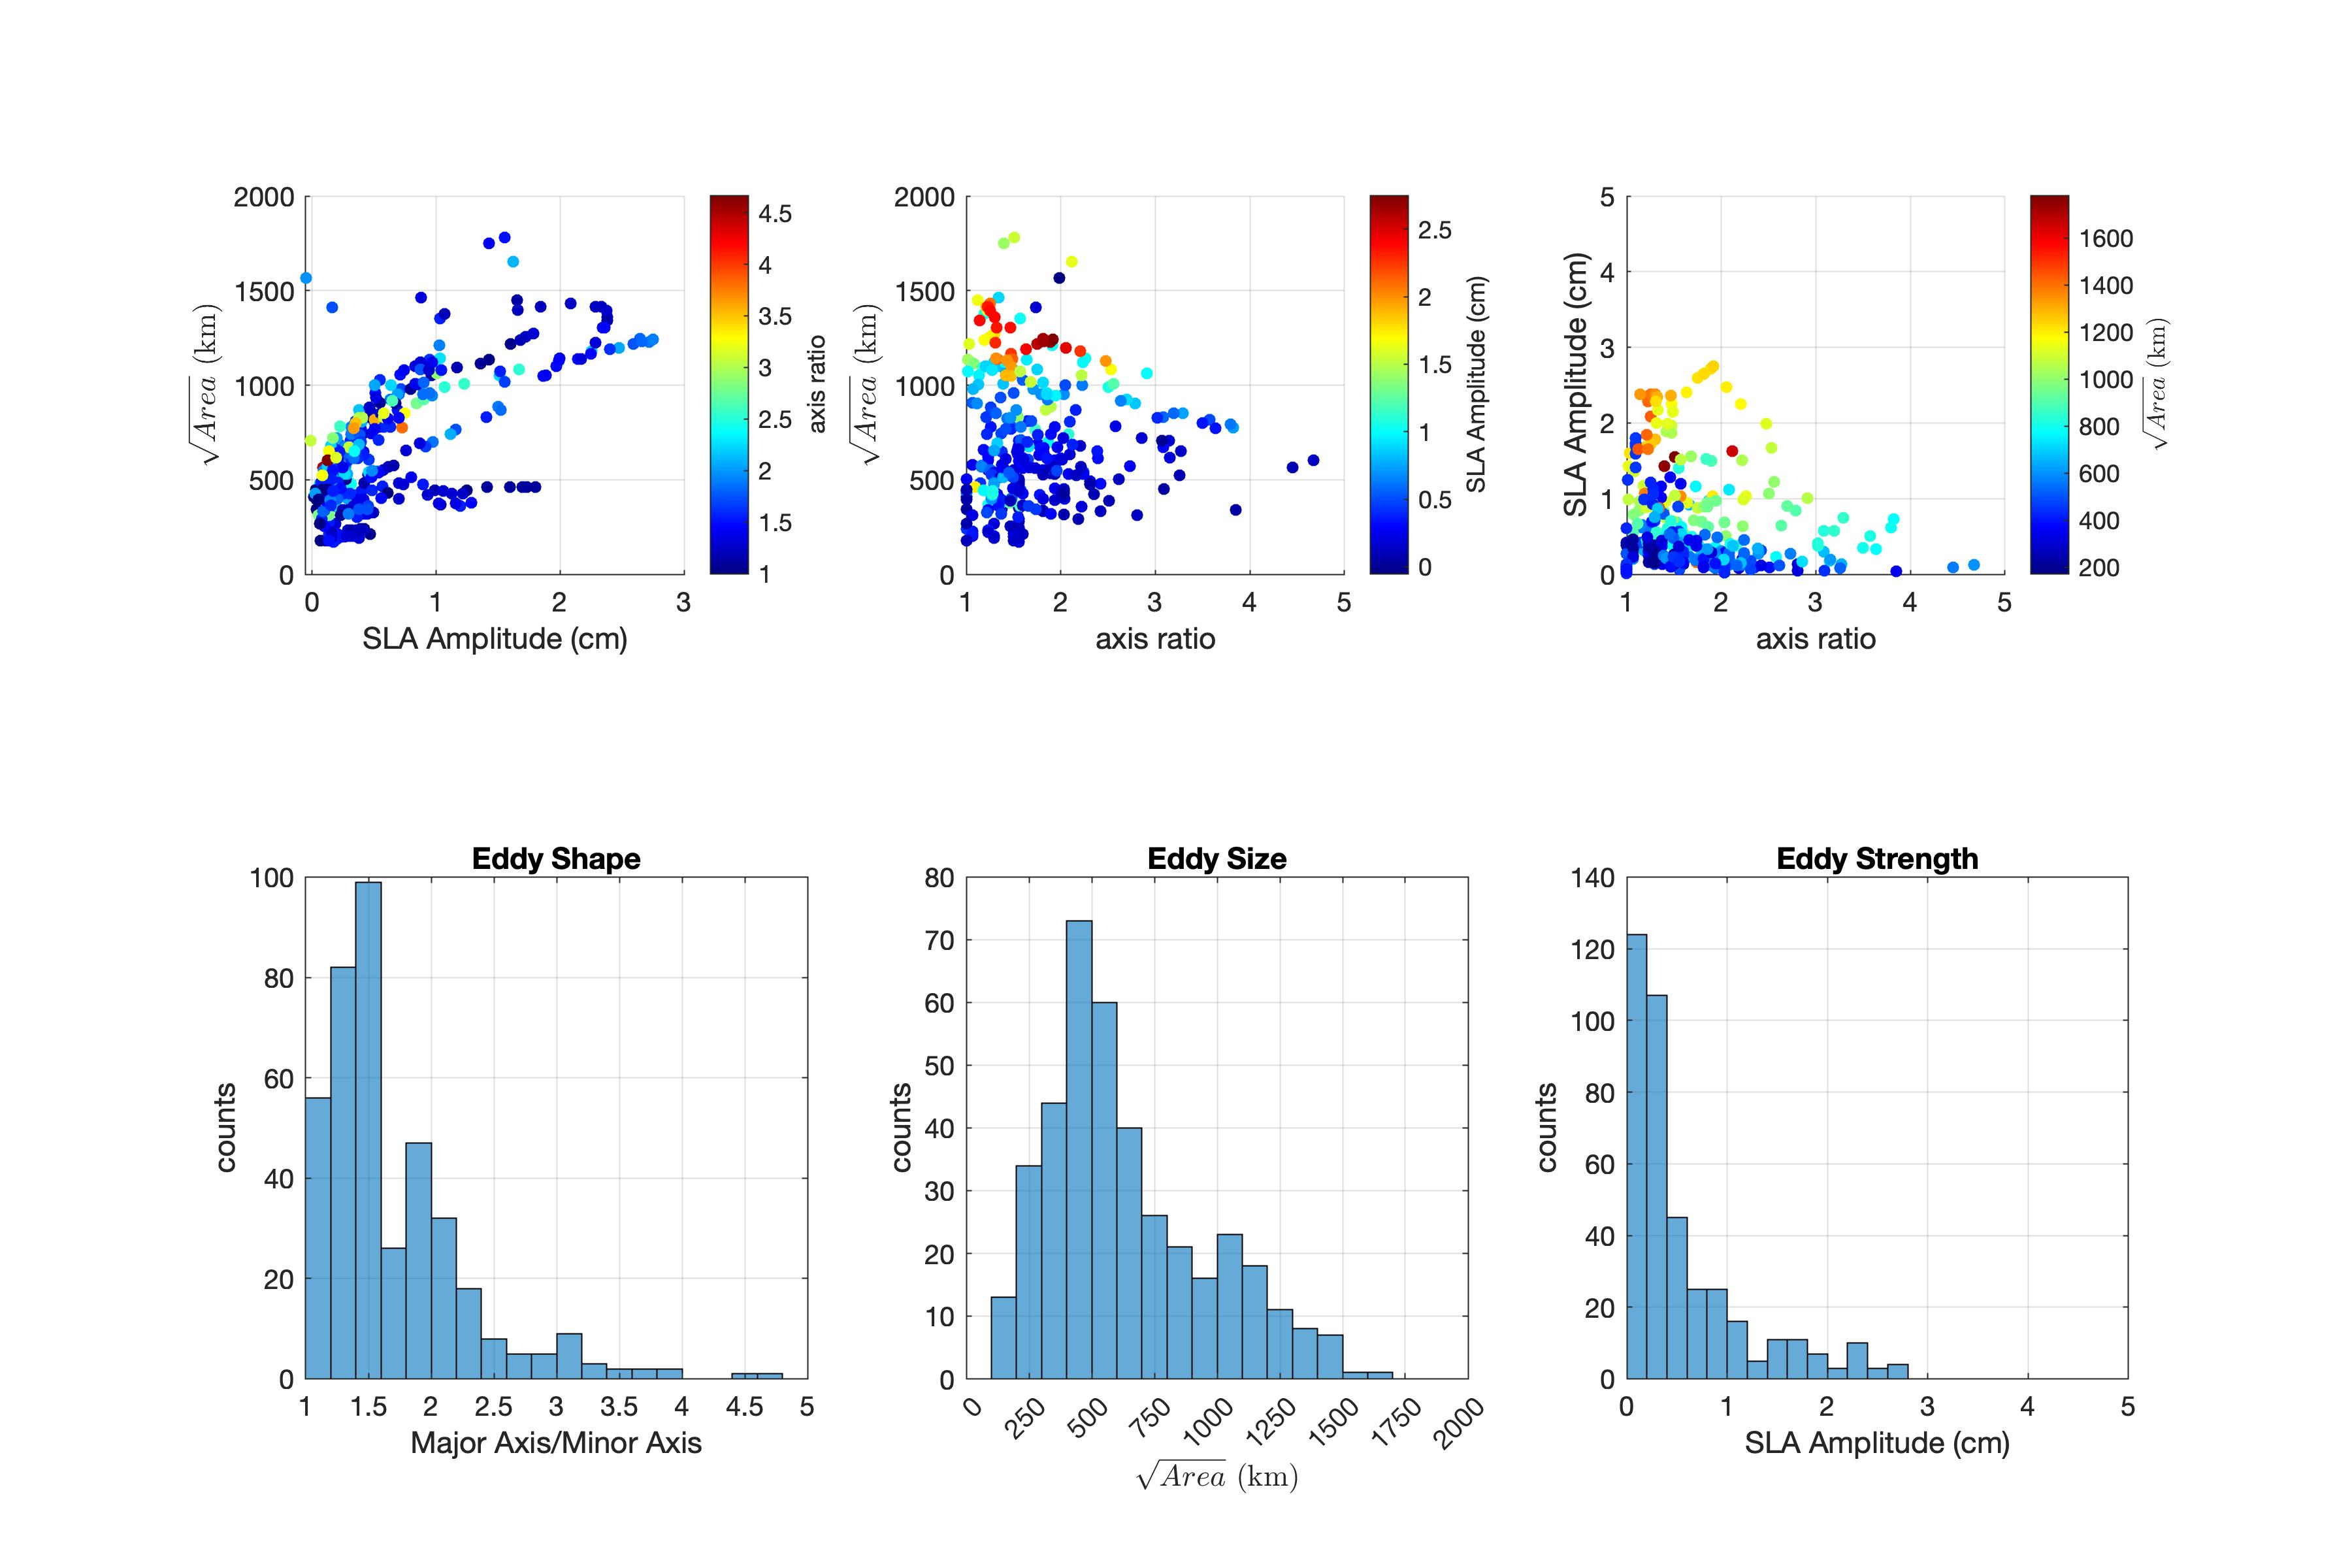 2000
1500
1000
500
0
0 1 2 3
SLA Amplitude (cm)
√Area (km)
4.5
4
3.5
3
2.5
2
1.5
1
axis ratio
2000
1500
1000
500
0
1 2 3 4 5
axis ratio
√Area (km)
2.5
2
1.5
1
0.5
0
SLA Amplitude (cm)
5
4
3
2
1
0
1 2 3 4 5
axis ratio
SLA Amplitude (cm)
1600
1400
1200
1000
800
600
400
200
√Area (km)
Eddy Shape
100
80
60
40
20
0
1 1.5 2 2.5 3 3.5 4 4.5 5
Major Axis/Minor Axis
counts
Eddy Size
80
70
60
50
40
30
20
10
0
0 250 500 750 1000 1250 1500 1750 2000
√Area (km)
counts
Eddy Strength
140
120
100
80
60
40
20
0
0 1 2 3 4 5
SLA Amplitude (cm)
counts